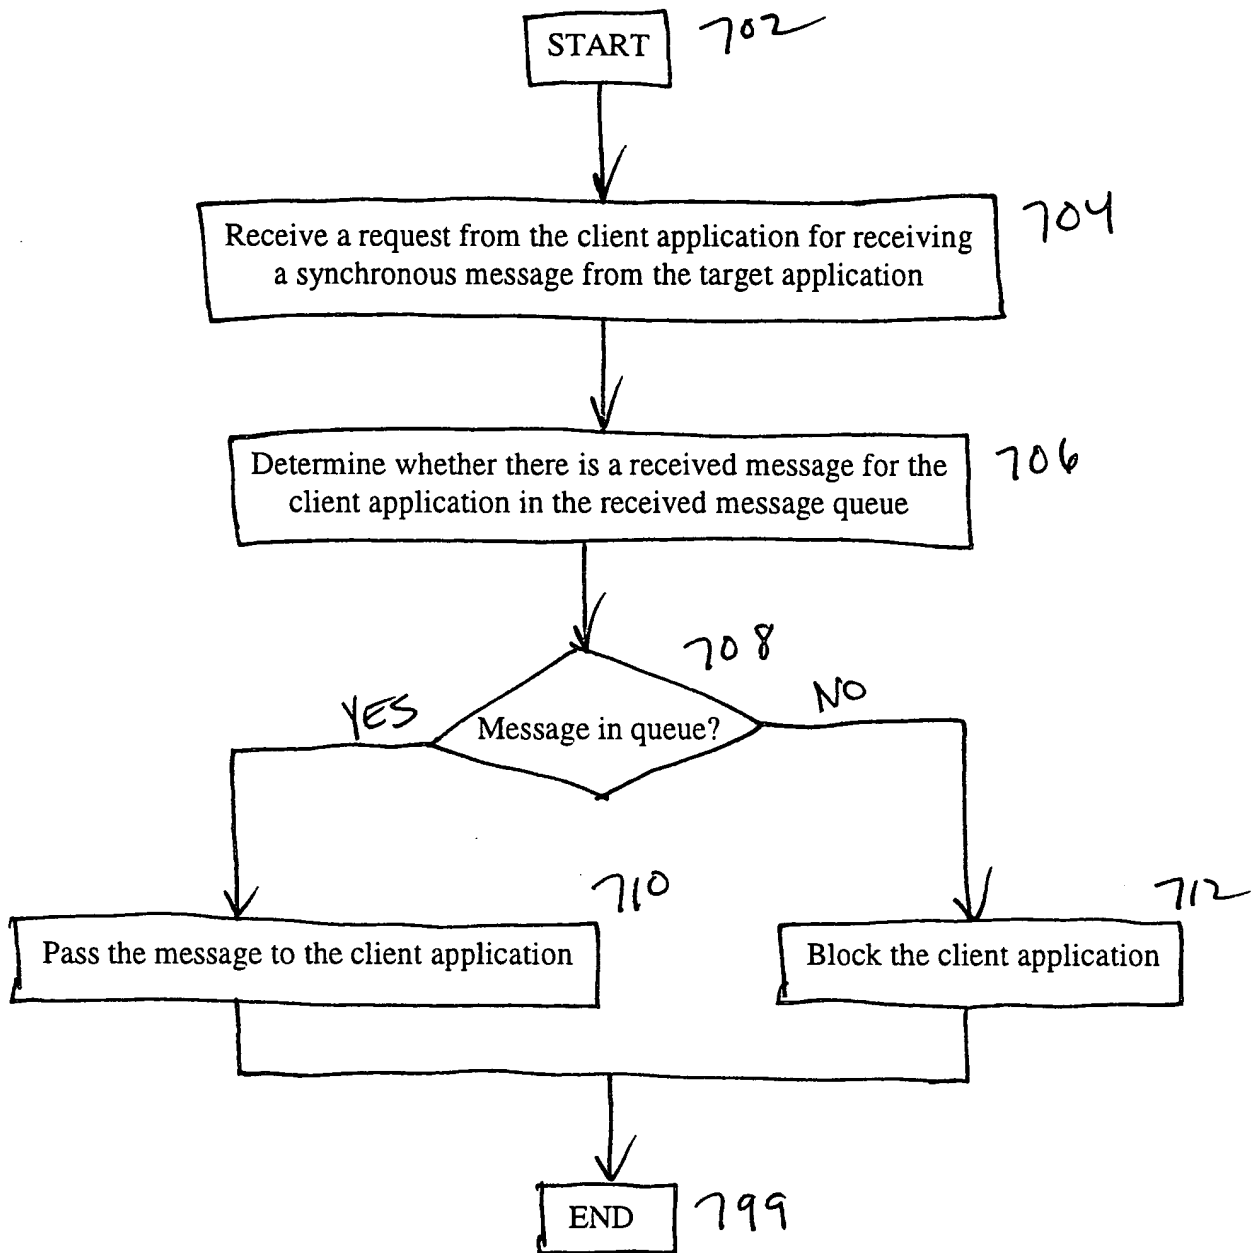 START 702
Receive a request from the client application for receiving 704
a synchronous message from the target application
Determine whether there is a received message for the 706
client application in the received message queue
708
YES
NO
Message in queue?
710
712
Pass the message to the client application
Block the client application
END 799